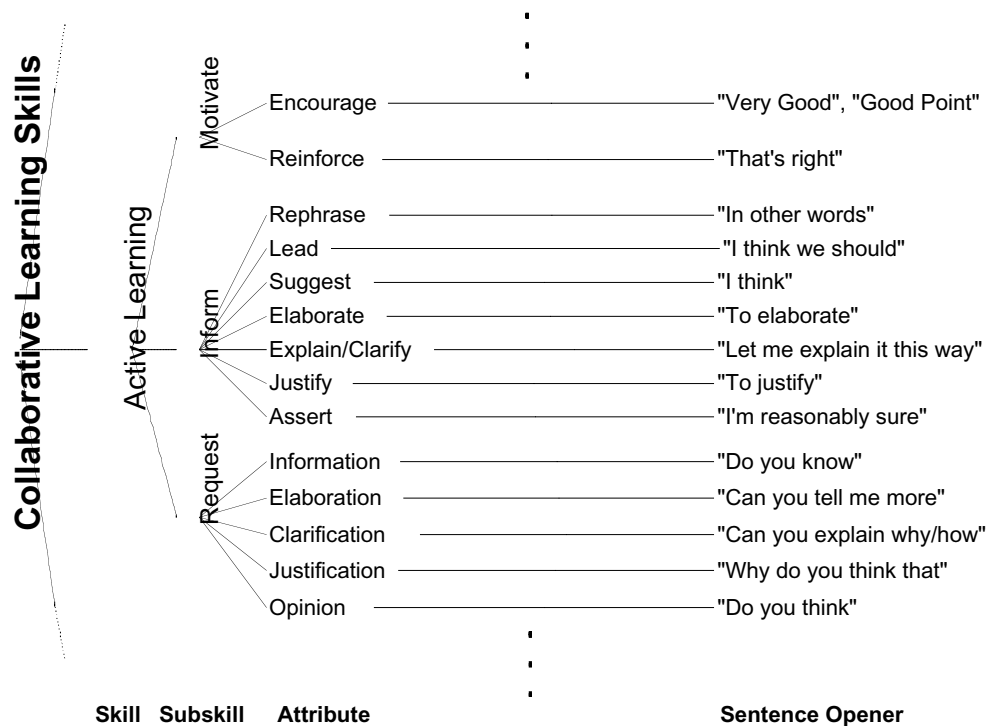 Collaborative Learning Skills
Active Learning
Motivate
Encourage "Very Good", "Good Point"
Reinforce "That's right"
Inform
Rephrase "In other words"
Lead "I think we should"
Suggest "I think"
Elaborate "To elaborate"
Explain/Clarify "Let me explain it this way"
Justify "To justify"
Assert "I'm reasonably sure"
Request
Information "Do you know"
Elaboration "Can you tell me more"
Clarification "Can you explain why/how"
Justification "Why do you think that"
Opinion "Do you think"
Skill Subskill Attribute Sentence Opener